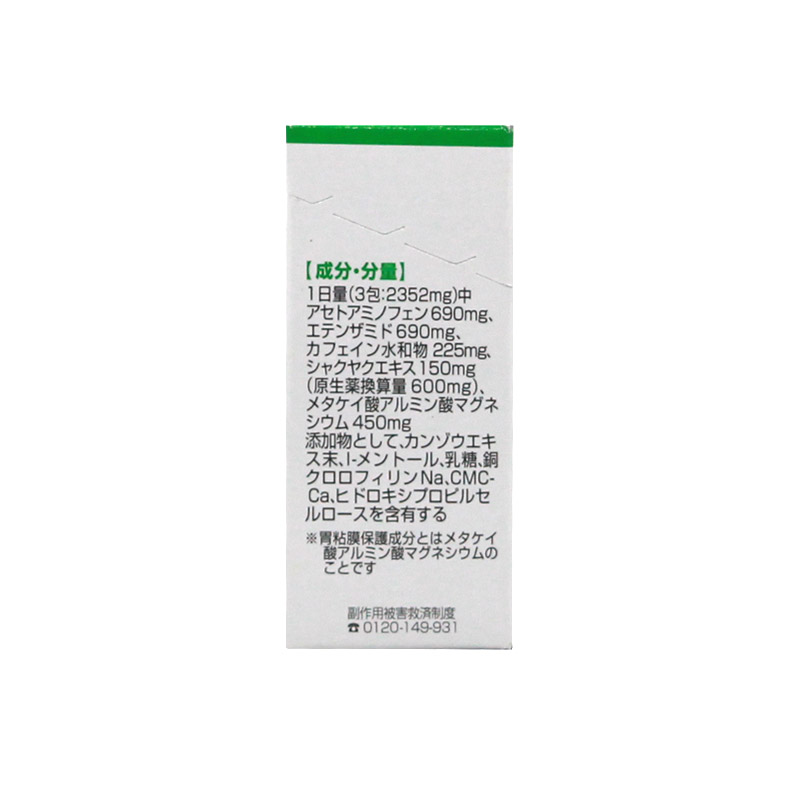 【成分・分量】
1日量(3包:2352mg)中
アセトアミノフェン690mg、
エテンザミド690mg、
カフェイン水和物 225mg、
シャクヤクエキス150mg
(原生薬換算量 600mg)、
メタケイ酸アルミン酸マグネ
シウム450mg
添加物として、カンゾウエキ
ス末、l-メントール、乳糖、銅
クロロフィリンNa、CMC-
Ca、ヒドロキシプロピルセ
ルロースを含有する
※胃粘膜保護成分とはメタケイ
酸アルミン酸マグネシウムの
ことです
副作用被害救済制度
☎0120-149-931